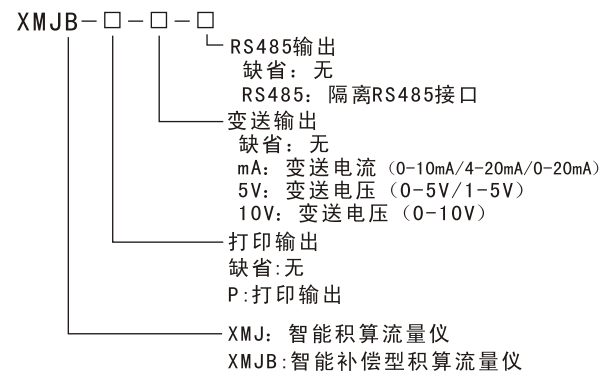 XMJB-□-□-□
RS485输出
缺省：无
RS485：隔离RS485接口
变送输出
缺省：无
mA：变送电流（0-10mA/4-20mA/0-20mA）
5V：变送电压（0-5V/1-5V）
10V：变送电压（0-10V）
打印输出
缺省:无
P:打印输出
XMJ：智能积算流量仪
XMJB:智能补偿型积算流量仪